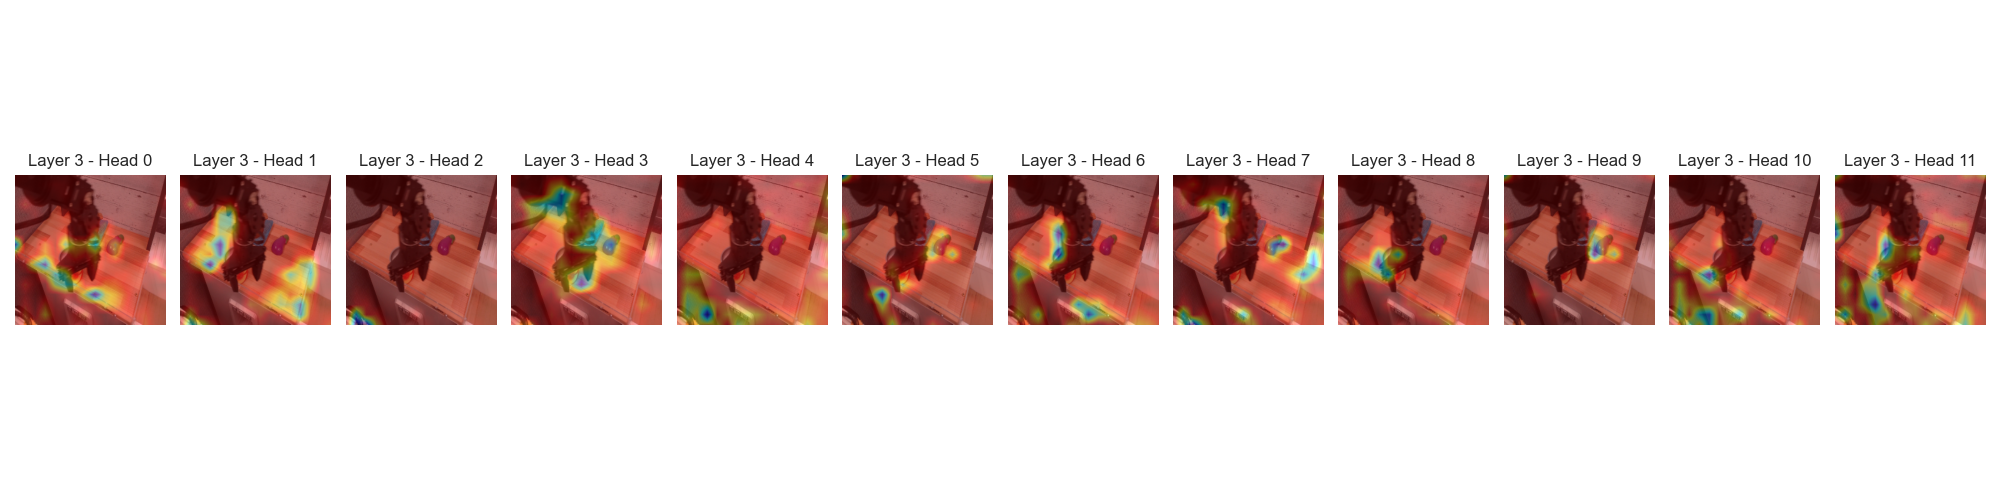 Layer 3 - Head 0
Layer 3 - Head 1
Layer 3 - Head 2
Layer 3 - Head 3
Layer 3 - Head 4
Layer 3 - Head 5
Layer 3 - Head 6
Layer 3 - Head 7
Layer 3 - Head 8
Layer 3 - Head 9
Layer 3 - Head 10
Layer 3 - Head 11